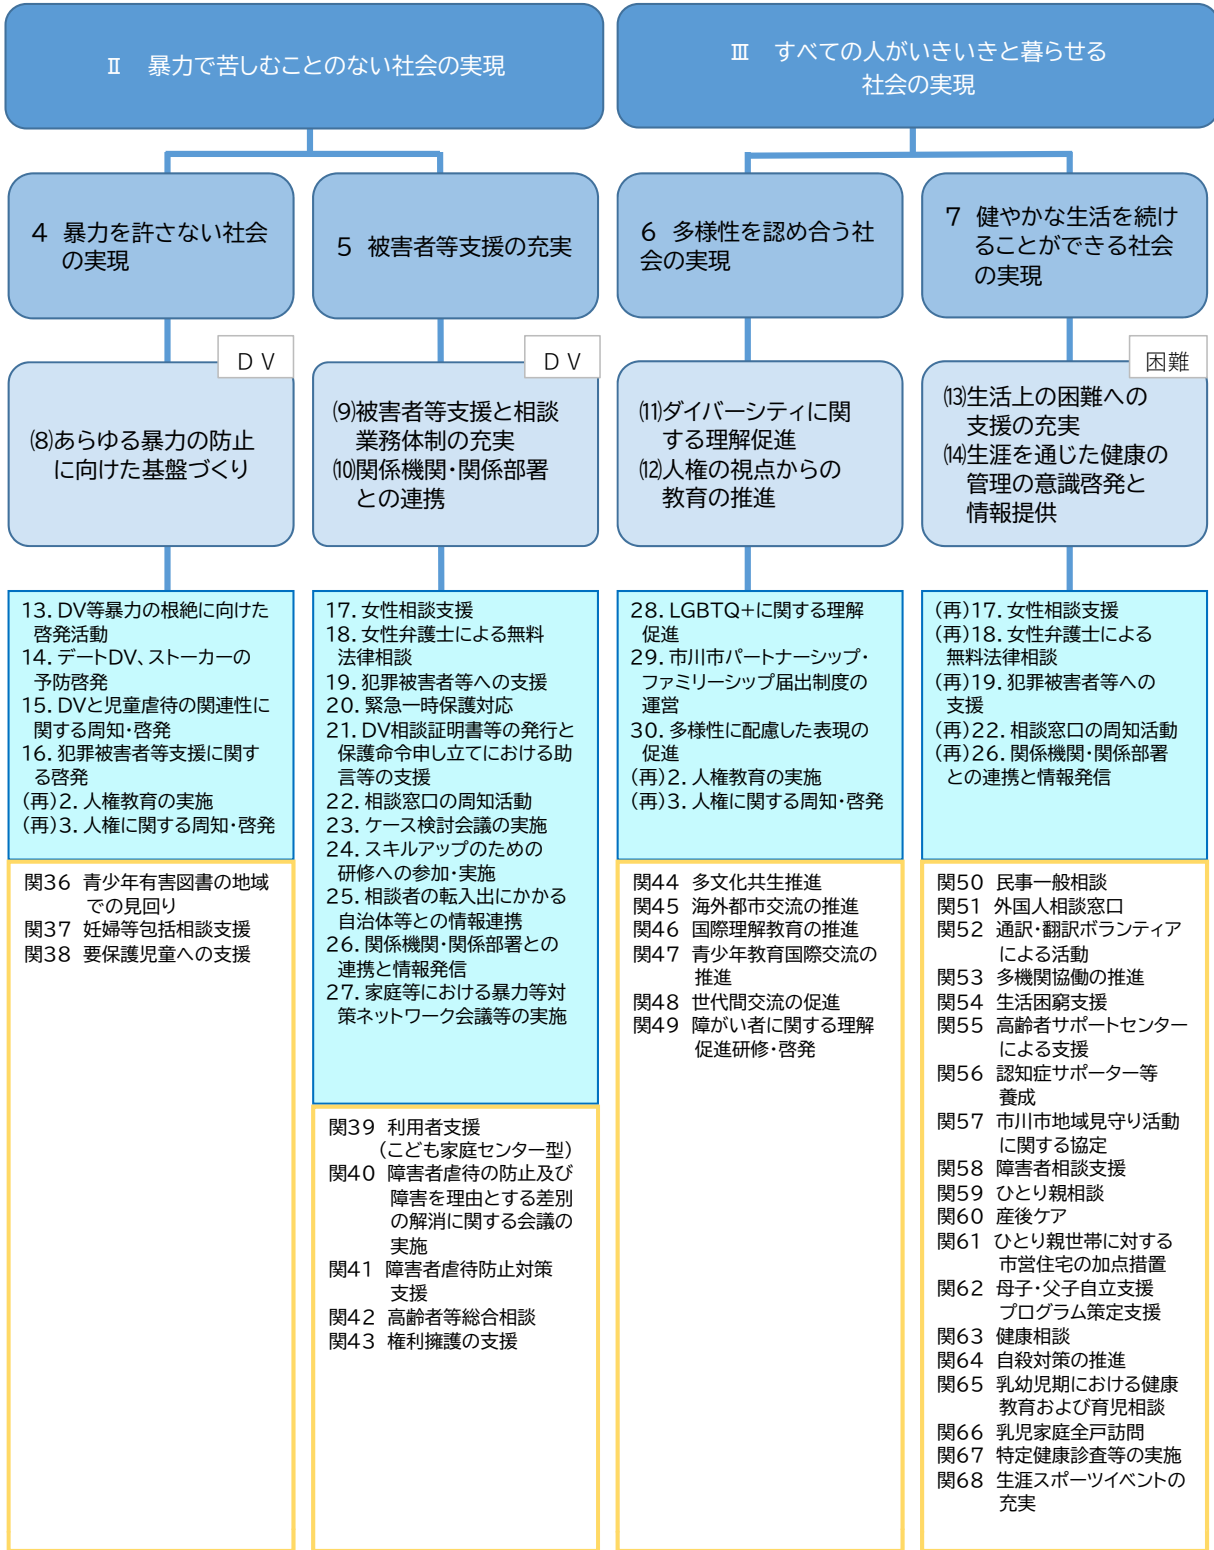 Ⅱ　暴力で苦しむことのない社会の実現
Ⅲ　すべての人がいきいきと暮らせる
社会の実現
4 暴力を許さない社会
の実現
5 被害者等支援の充実
6 多様性を認め合う社
会の実現
7 健やかな生活を続け
ることができる社会
の実現
DV
⑻あらゆる暴力の防止
に向けた基盤づくり
DV
⑼被害者等支援と相談
業務体制の充実
⑽関係機関・関係部署
との連携
⑾ダイバーシティに関
する理解促進
⑿人権の視点からの
教育の推進
困難
⒀生活上の困難への
支援の充実
⒁生涯を通じた健康の
管理の意識啓発と
情報提供
13．DV等暴力の根絶に向けた
啓発活動
14．デートDV、ストーカーの
予防啓発
15．DVと児童虐待の関連性に
関する周知・啓発
16．犯罪被害者等支援に関す
る啓発
(再)2．人権教育の実施
(再)3．人権に関する周知・啓発
関36 青少年有害図書の地域
での見回り
関37 妊婦等包括相談支援
関38 要保護児童への支援
17．女性相談支援
18．女性弁護士による無料
法律相談
19．犯罪被害者等への支援
20．緊急一時保護対応
21．DV相談証明書等の発行と
保護命令申し立てにおける助
言等の支援
22．相談窓口の周知活動
23．ケース検討会議の実施
24．スキルアップのための
研修への参加・実施
25．相談者の転入出にかかる
自治体等との情報連携
26．関係機関・関係部署との
連携と情報発信
27．家庭等における暴力等対
策ネットワーク会議等の実施
関39 利用者支援
（こども家庭センター型）
関40 障害者虐待の防止及び
障害を理由とする差別
の解消に関する会議の
実施
関41 障害者虐待防止対策
支援
関42 高齢者等総合相談
関43 権利擁護の支援
28．LGBTQ+に関する理解
促進
29．市川市パートナーシップ・
ファミリーシップ届出制度の
運営
30．多様性に配慮した表現の
促進
(再)2．人権教育の実施
(再)3．人権に関する周知・啓発
関44 多文化共生推進
関45 海外都市交流の推進
関46 国際理解教育の推進
関47 青少年教育国際交流の
推進
関48 世代間交流の促進
関49 障がい者に関する理解
促進研修・啓発
(再)17．女性相談支援
(再)18．女性弁護士による
無料法律相談
(再)19．犯罪被害者等への
支援
(再)22．相談窓口の周知活動
(再)26．関係機関・関係部署
との連携と情報発信
関50 民事一般相談
関51 外国人相談窓口
関52 通訳・翻訳ボランティア
による活動
関53 多機関協働の推進
関54 生活困窮支援
関55 高齢者サポートセンター
による支援
関56 認知症サポーター等
養成
関57 市川市地域見守り活動
に関する協定
関58 障害者相談支援
関59 ひとり親相談
関60 産後ケア
関61 ひとり親世帯に対する
市営住宅の加点措置
関62 母子・父子自立支援
プログラム策定支援
関63 健康相談
関64 自殺対策の推進
関65 乳幼児期における健康
教育および育児相談
関66 乳児家庭全戸訪問
関67 特定健康診査等の実施
関68 生涯スポーツイベントの
充実